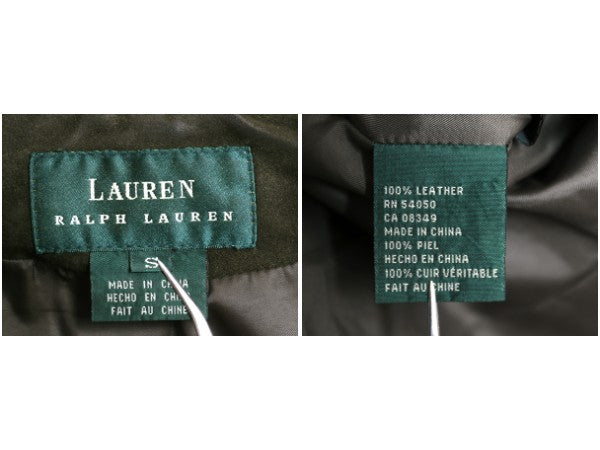 LAUREN
RALPH LAUREN
S
MADE IN CHINA
HECHO EN CHINA
FAIT AU CHINE
100% LEATHER
RN 54050
CA 08349
MADE IN CHINA
100% PIEL
HECHO EN CHINA
100% CUIR VÉRITABLE
FAIT AU CHINE